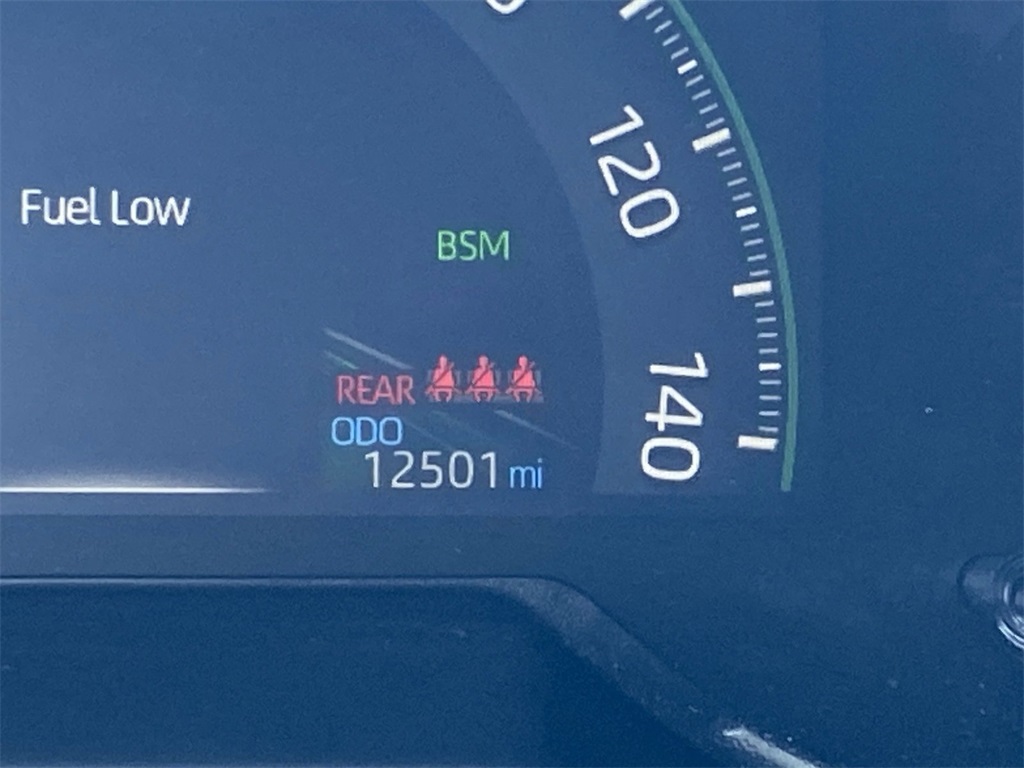 120
Fuel Low
BSM
140
REAR
ODO
12501 mi